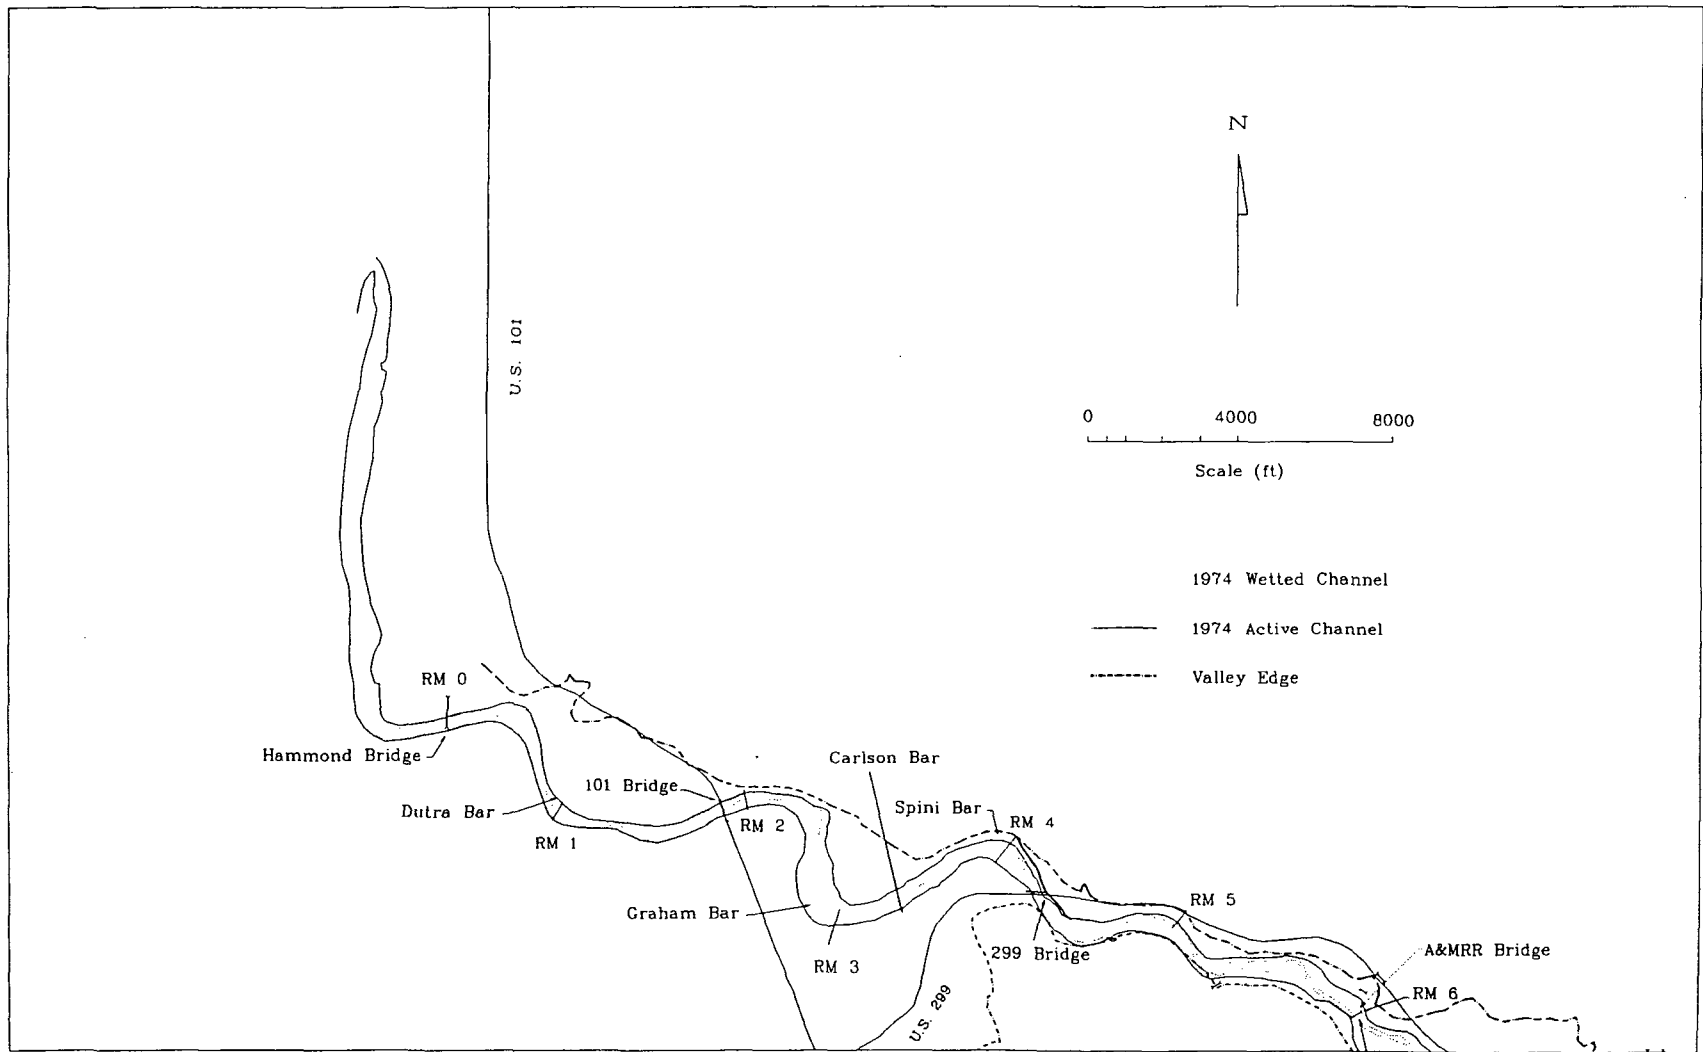 N
U.S. 101
0 4000 8000
Scale (ft)
1974 Wetted Channel
1974 Active Channel
Valley Edge
RM 0
Hammond Bridge
Carlson Bar
101 Bridge
Dutra Bar
Spini Bar
RM 4
RM 2
RM 1
RM 5
Graham Bar
299 Bridge
A&MRR Bridge
RM 3
RM 6
U.S. 299